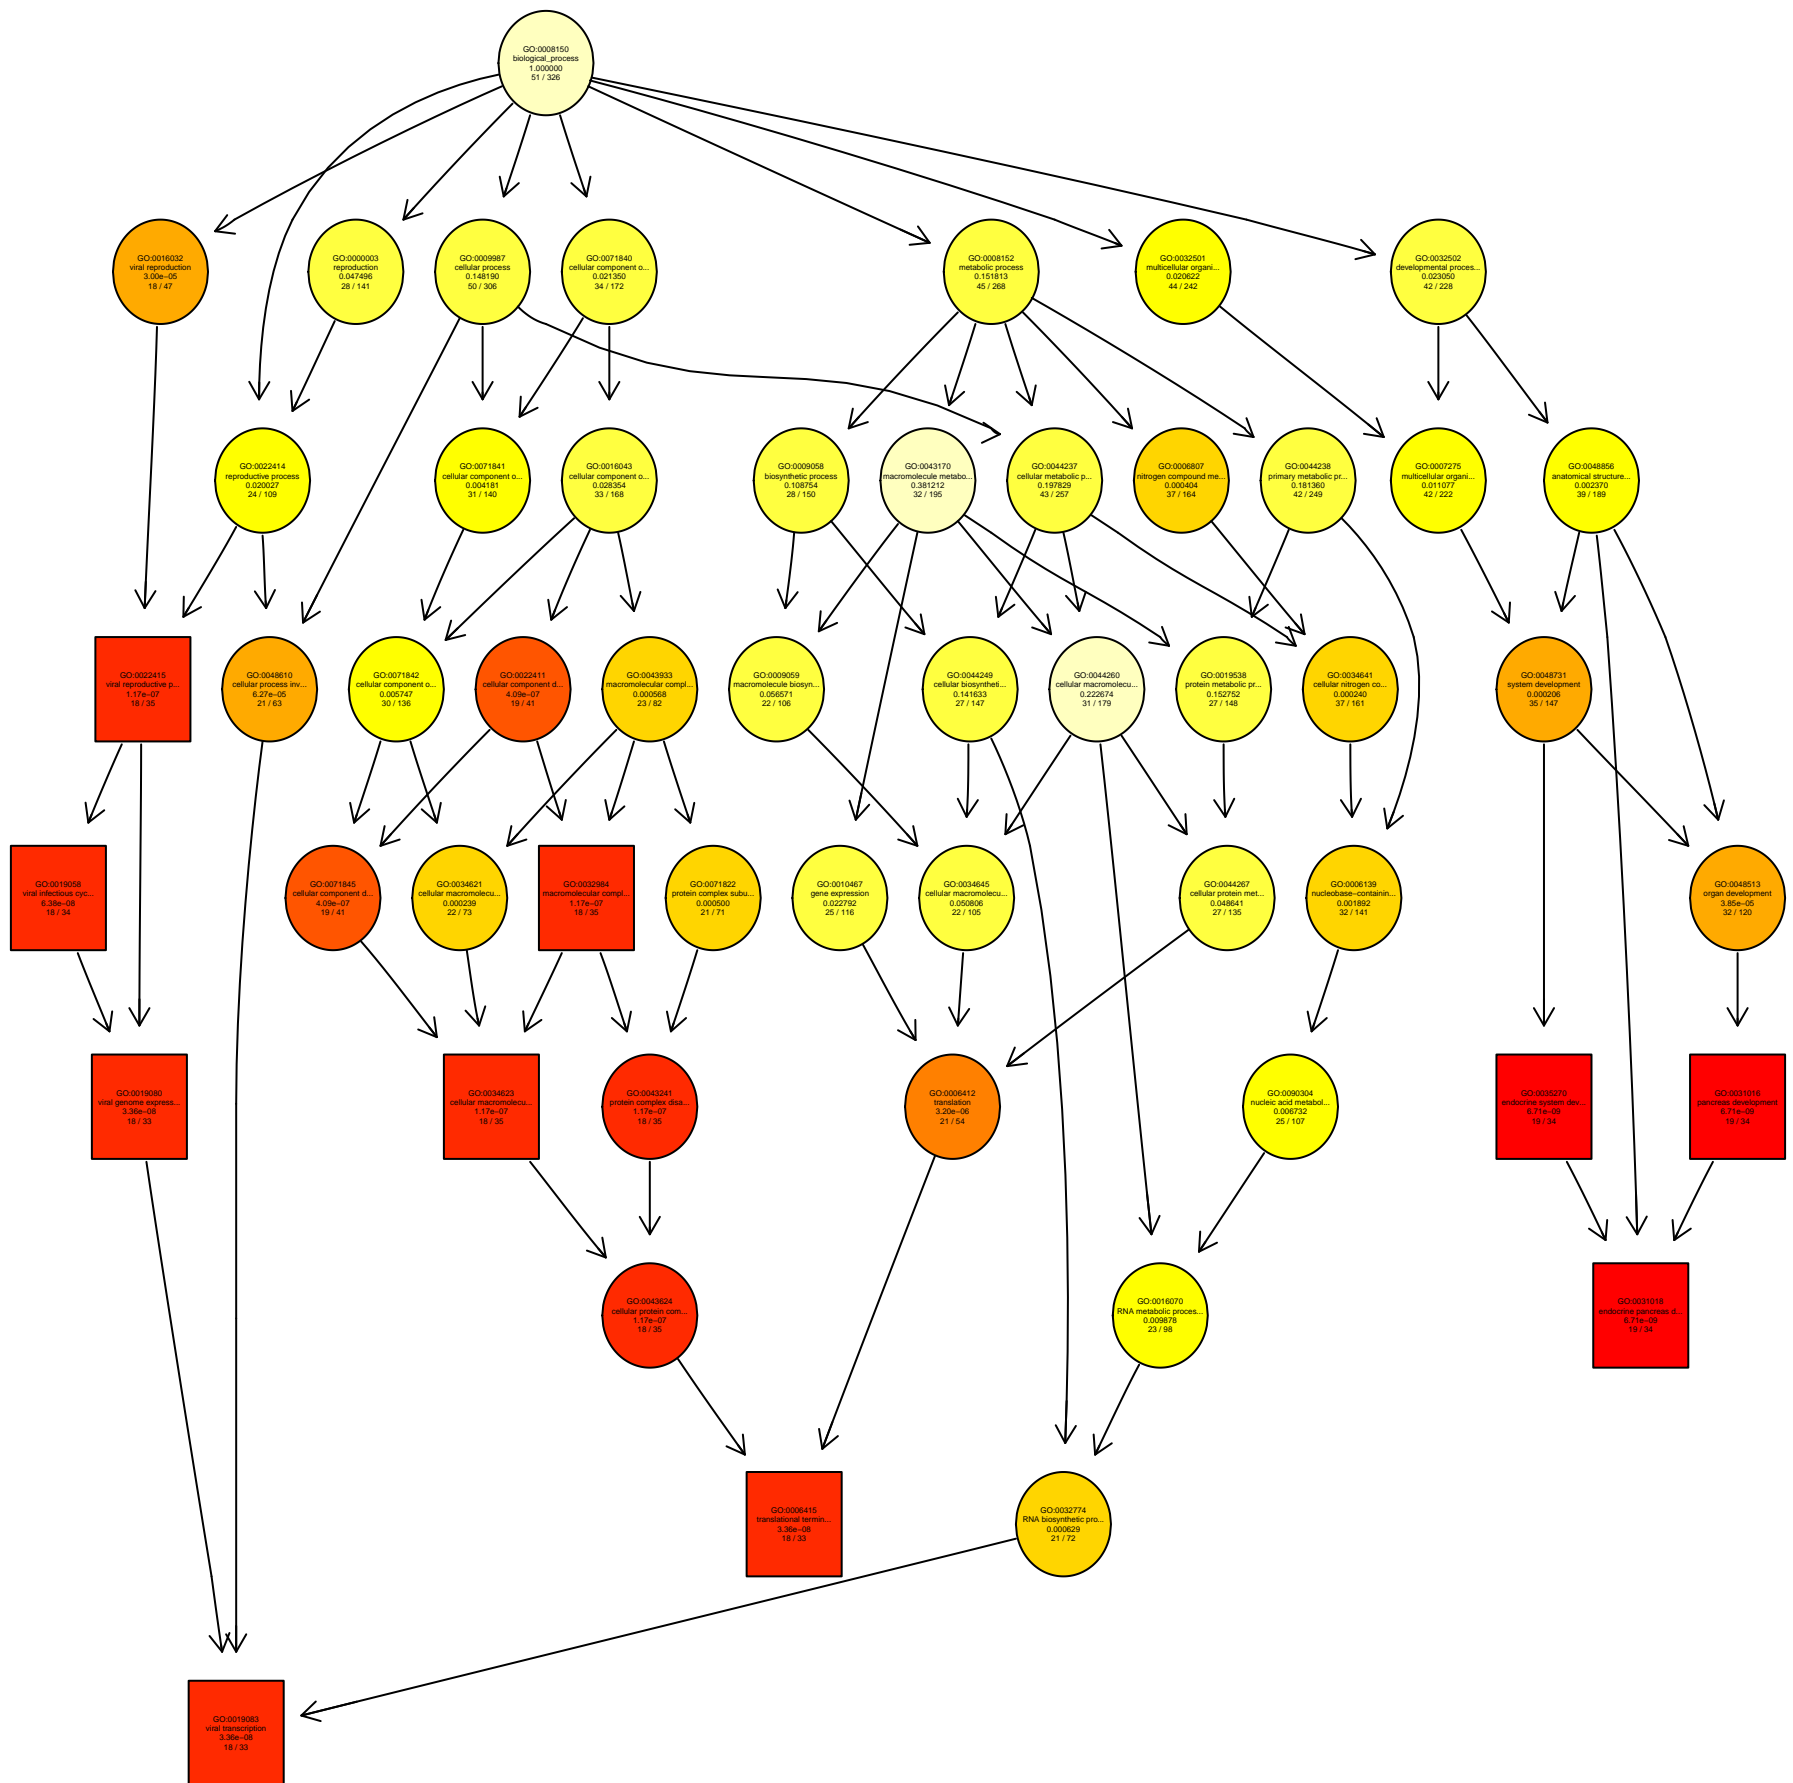 GO:0008150
biological_process
1.000000
51 / 326
GO:0016032
viral reproduction
3.00e−05
18 / 47
GO:0000003
reproduction
0.047496
28 / 141
GO:0009987
cellular process
0.148190
50 / 306
GO:0071840
cellular component o...
0.021350
34 / 172
GO:0008152
metabolic process
0.151813
45 / 268
GO:0032501
multicellular organi...
0.020622
44 / 242
GO:0032502
developmental proces...
0.023050
42 / 228
GO:0022414
reproductive process
0.020027
24 / 109
GO:0071841
cellular component o...
0.004181
31 / 140
GO:0016043
cellular component o...
0.028354
33 / 168
GO:0009058
biosynthetic process
0.108754
28 / 150
GO:0043170
macromolecule metabo...
0.381212
32 / 195
GO:0044237
cellular metabolic p...
0.197829
43 / 257
GO:0006807
nitrogen compound me...
0.000404
37 / 164
GO:0044238
primary metabolic pr...
0.181360
42 / 249
GO:0007275
multicellular organi...
0.011077
42 / 222
GO:0048856
anatomical structure...
0.002370
39 / 189
GO:0022415
viral reproductive p...
1.17e−07
18 / 35
GO:0048610
cellular process inv...
6.27e−05
21 / 63
GO:0071842
cellular component o...
0.005747
30 / 136
GO:0022411
cellular component d...
4.09e−07
19 / 41
GO:0043933
macromolecular compl...
0.000568
23 / 82
GO:0009059
macromolecule biosyn...
0.056571
22 / 106
GO:0044249
cellular biosyntheti...
0.141633
27 / 147
GO:0044260
cellular macromolecu...
0.222674
31 / 179
GO:0019538
protein metabolic pr...
0.152752
27 / 148
GO:0034641
cellular nitrogen co...
0.000240
37 / 161
GO:0048731
system development
0.000206
35 / 147
GO:0019058
viral infectious cyc...
6.38e−08
18 / 34
GO:0071845
cellular component d...
4.09e−07
19 / 41
GO:0034621
cellular macromolecu...
0.000239
22 / 73
GO:0032984
macromolecular compl...
1.17e−07
18 / 35
GO:0071822
protein complex subu...
0.000500
21 / 71
GO:0010467
gene expression
0.022792
25 / 116
GO:0034645
cellular macromolecu...
0.050806
22 / 105
GO:0044267
cellular protein met...
0.048641
27 / 135
GO:0006139
nucleobase−containin...
0.001892
32 / 141
GO:0048513
organ development
3.85e−05
32 / 120
GO:0019080
viral genome express...
3.36e−08
18 / 33
GO:0034623
cellular macromolecu...
1.17e−07
18 / 35
GO:0043241
protein complex disa...
1.17e−07
18 / 35
GO:0006412
translation
3.20e−06
21 / 54
GO:0090304
nucleic acid metabol...
0.006732
25 / 107
GO:0035270
endocrine system dev...
6.71e−09
19 / 34
GO:0031016
pancreas development
6.71e−09
19 / 34
GO:0043624
cellular protein com...
1.17e−07
18 / 35
GO:0016070
RNA metabolic proces...
0.009878
23 / 98
GO:0031018
endocrine pancreas d...
6.71e−09
19 / 34
GO:0006415
translational termin...
3.36e−08
18 / 33
GO:0032774
RNA biosynthetic pro...
0.000629
21 / 72
GO:0019083
viral transcription
3.36e−08
18 / 33